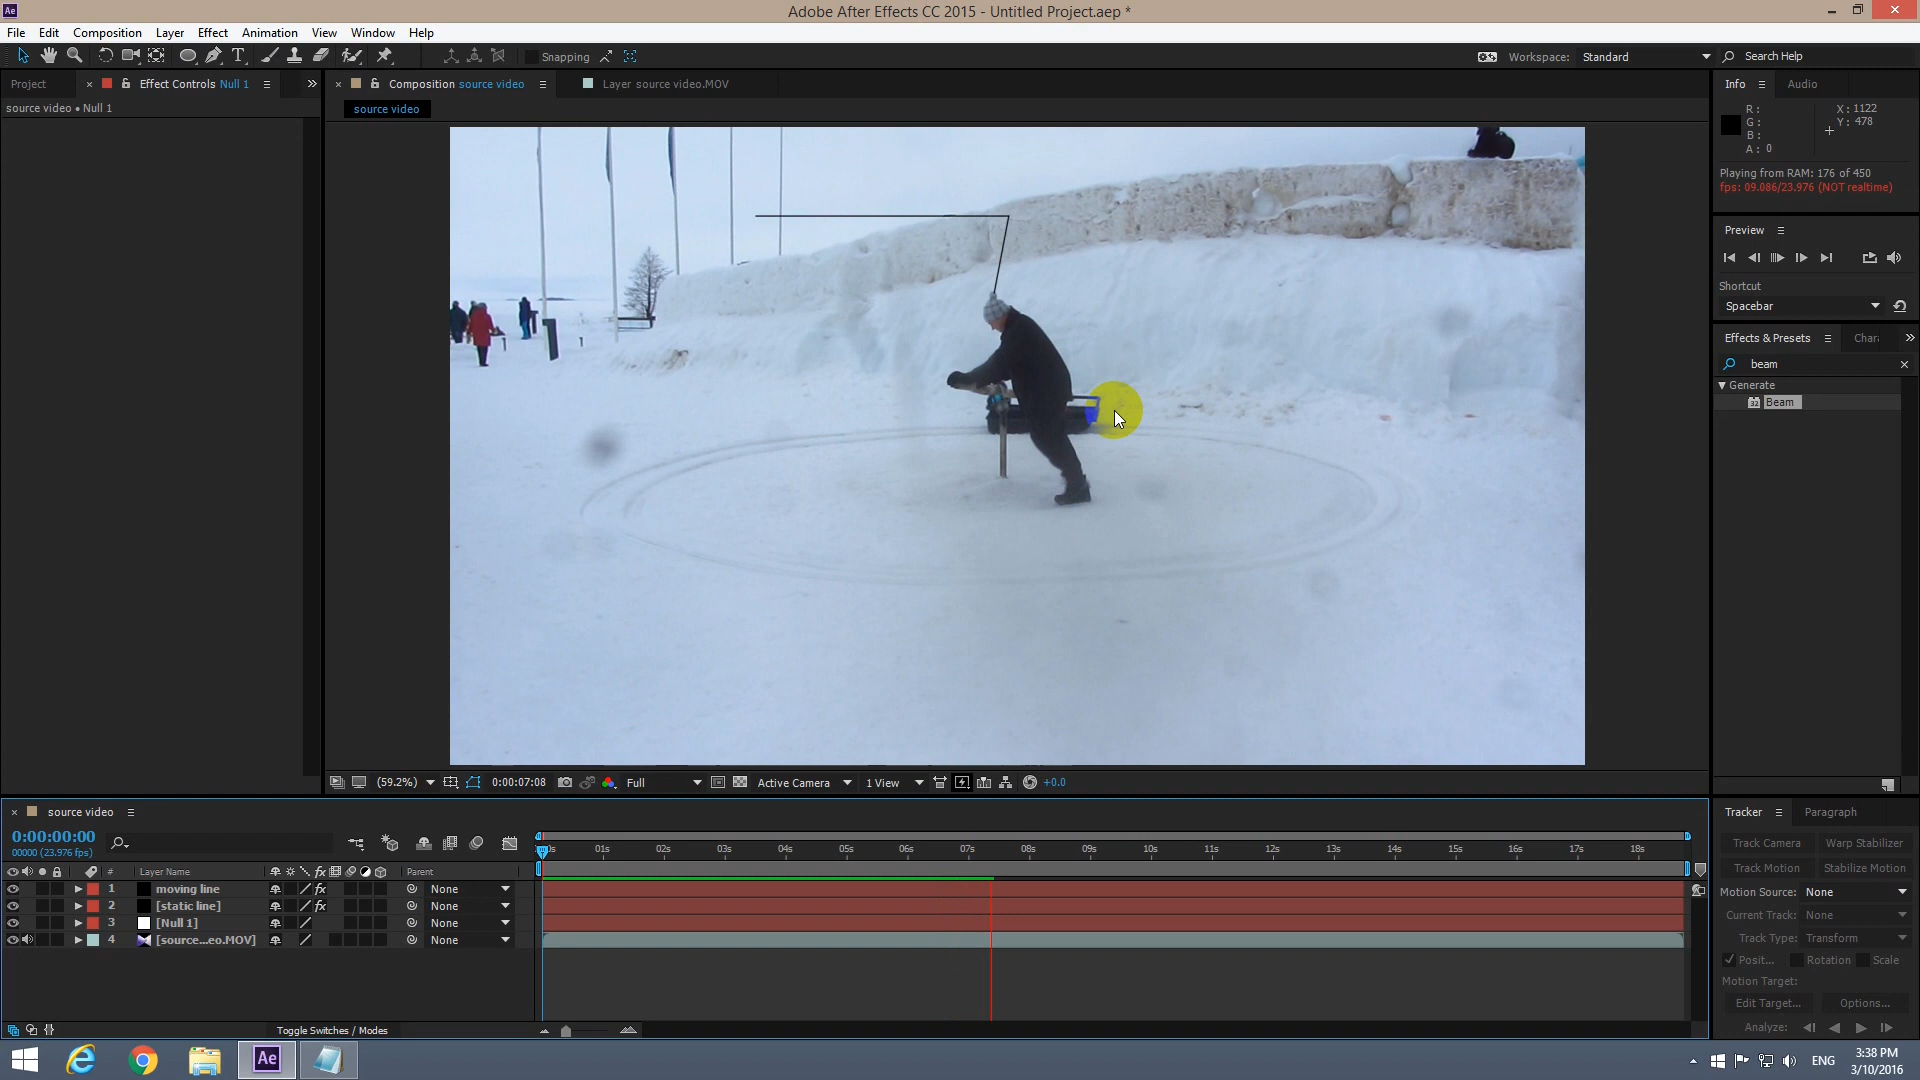 Adobe After Effects CC 2015 - Untitled Project.aep *
File Edit Composition Layer Effect Animation View Window Help
Snapping
Workspace: Standard
Search Help
Project
Effect Controls Null 1
source video • Null 1
Composition source video
Layer source video.MOV
source video
Info Audio
R :
G :
B :
A : 0
X : 1122
Y : 478
Playing from RAM: 176 of 450
fps: 09.086/23.976 (NOT realtime)
Preview
Shortcut
Spacebar
Effects & Presets
Chara
beam
Generate
32 Beam
(59.2%) 0:00:07:08 Full Active Camera 1 View +0.0
source video
0:00:00:00
00000 (23.976 fps)
01s 02s 03s 04s 05s 06s 07s 08s 09s 10s 11s 12s 13s 14s 15s 16s 17s 18s
# Layer Name fx Parent
1 moving line fx None
2 [static line] fx None
3 [Null 1] None
4 [source...eo.MOV] None
Toggle Switches / Modes
Tracker Paragraph
Track Camera Warp Stabilizer
Track Motion Stabilize Motion
Motion Source: None
Current Track: None
Track Type: Transform
Posit... Rotation Scale
Motion Target:
Edit Target... Options...
Analyze:
Ae
ENG
3:38 PM
3/10/2016